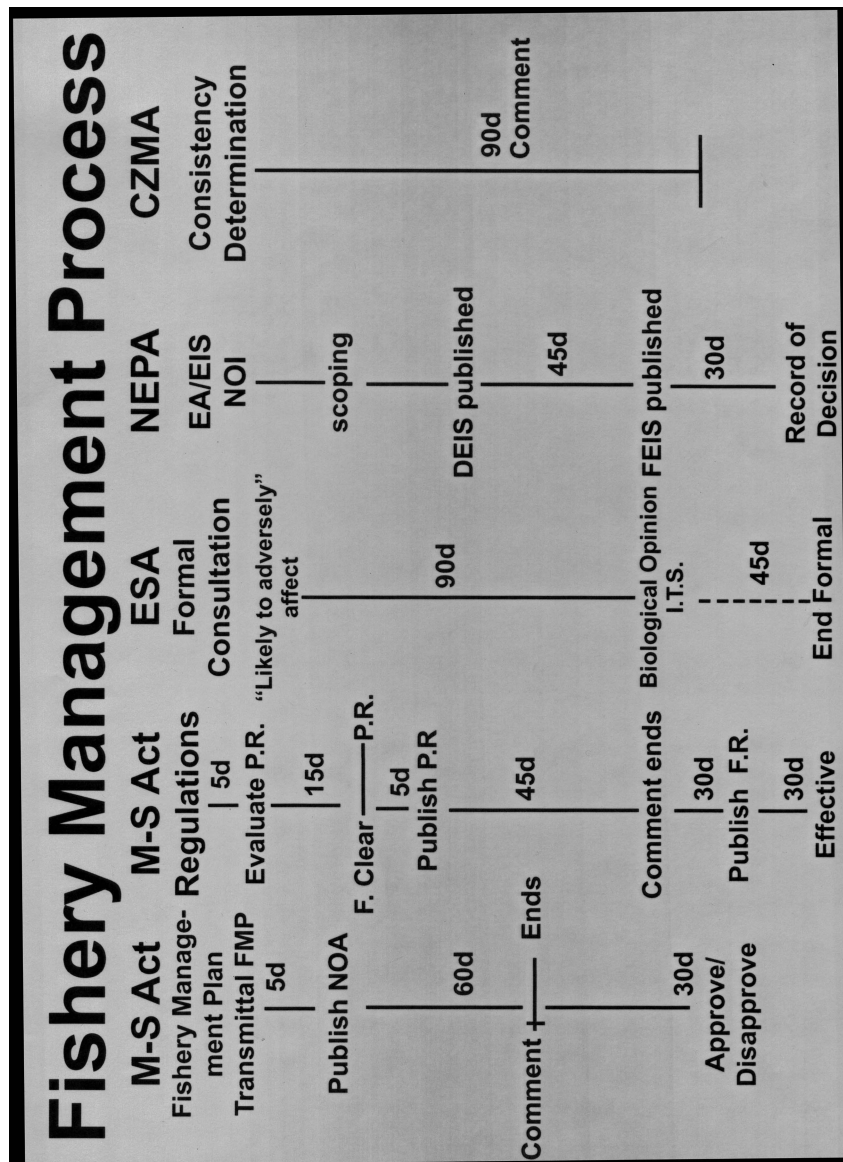 Fishery Management Process
M-S Act
Fishery Manage-
ment Plan
Transmittal FMP
5d
Publish NOA
60d
Comment Ends
30d
Approve/
Disapprove
M-S Act
Regulations
5d
Evaluate P.R.
15d
F. Clear P.R.
5d
Publish P.R
45d
Comment ends
30d
Publish F.R.
30d
Effective
ESA
Formal
Consultation
“Likely to adversely”
affect
90d
Biological Opinion
I.T.S.
45d
End Formal
NEPA
EA/EIS
NOI
scoping
DEIS published
45d
FEIS published
30d
Record of
Decision
CZMA
Consistency
Determination
90d
Comment